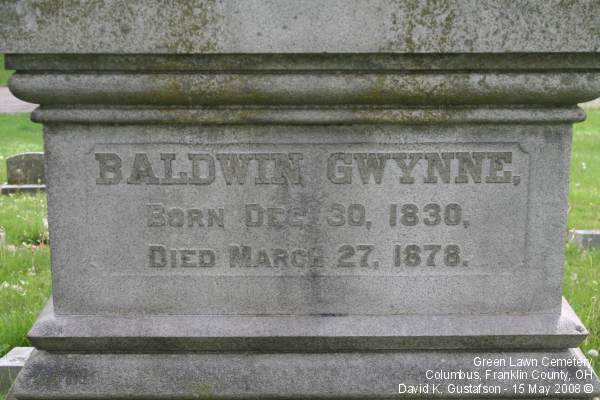 BALDWIN GWYNNE,
BORN DEC. 30, 1830,
DIED MARCH 27, 1878.
Green Lawn Cemetery
Columbus, Franklin County, OH
David K. Gustafson - 15 May 2008 ©